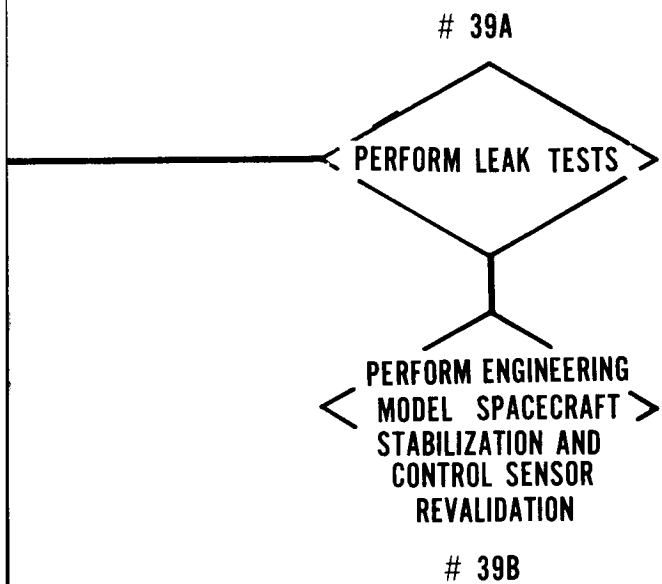 # 39A
PERFORM LEAK TESTS
PERFORM ENGINEERING
MODEL SPACECRAFT
STABILIZATION AND
CONTROL SENSOR
REVALIDATION
# 39B